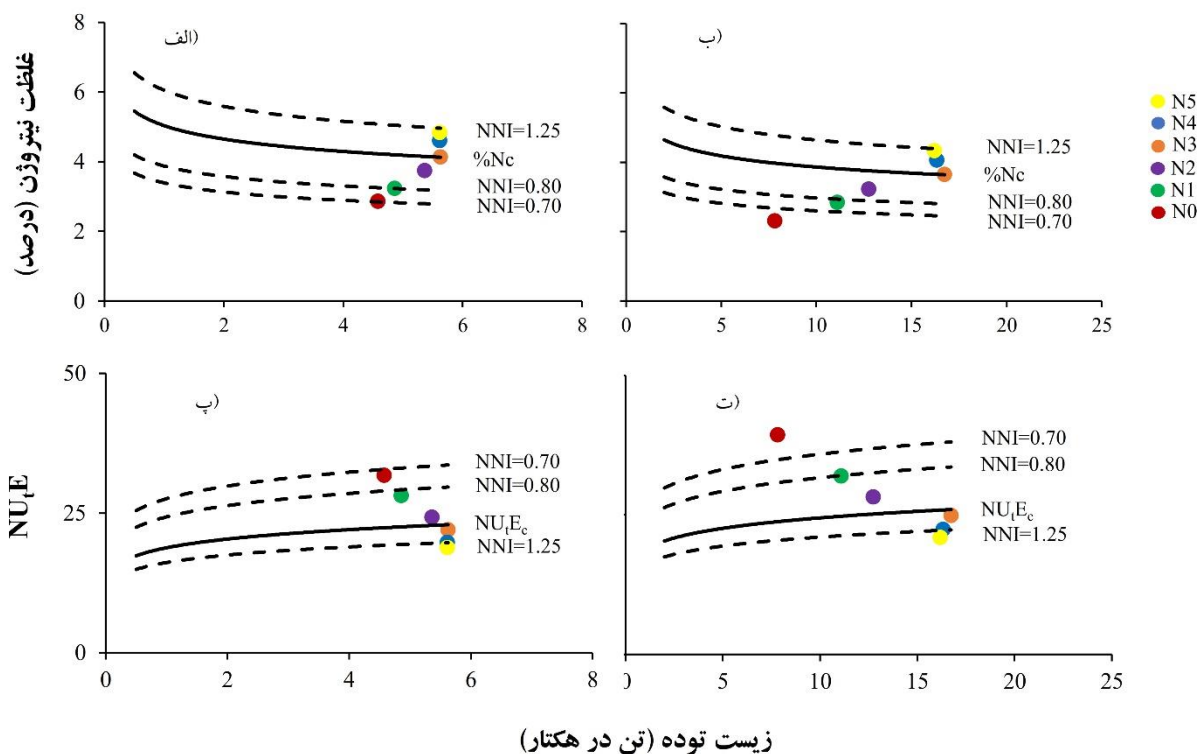 غلظت نیتروژن (درصد)
8
6
4
2
0
الف)
NNI=1.25
%Nc
NNI=0.80
NNI=0.70
0 2 4 6 8
ب)
NNI=1.25
%Nc
NNI=0.80
NNI=0.70
0 5 10 15 20 25
N5
N4
N3
N2
N1
N0
NUtE
50
25
0
پ)
NNI=0.70
NNI=0.80
NUtEc
NNI=1.25
0 2 4 6 8
ت)
NNI=0.70
NNI=0.80
NUtEc
NNI=1.25
0 5 10 15 20 25
زیست توده (تن در هکتار)